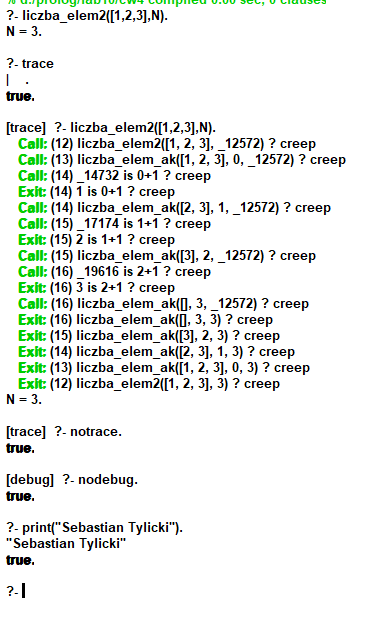 % d:/prolog/lab10/cw4 compiled 0.00 sec, 0 clauses
?- liczba_elem2([1,2,3],N).
N = 3.
?- trace
| .
true.
[trace] ?- liczba_elem2([1,2,3],N).
Call: (12) liczba_elem2([1, 2, 3], _12572) ? creep
Call: (13) liczba_elem_ak([1, 2, 3], 0, _12572) ? creep
Call: (14) _14732 is 0+1 ? creep
Exit: (14) 1 is 0+1 ? creep
Call: (14) liczba_elem_ak([2, 3], 1, _12572) ? creep
Call: (15) _17174 is 1+1 ? creep
Exit: (15) 2 is 1+1 ? creep
Call: (15) liczba_elem_ak([3], 2, _12572) ? creep
Call: (16) _19616 is 2+1 ? creep
Exit: (16) 3 is 2+1 ? creep
Call: (16) liczba_elem_ak([], 3, _12572) ? creep
Exit: (16) liczba_elem_ak([], 3, 3) ? creep
Exit: (15) liczba_elem_ak([3], 2, 3) ? creep
Exit: (14) liczba_elem_ak([2, 3], 1, 3) ? creep
Exit: (13) liczba_elem_ak([1, 2, 3], 0, 3) ? creep
Exit: (12) liczba_elem2([1, 2, 3], 3) ? creep
N = 3.
[trace] ?- notrace.
true.
[debug] ?- nodebug.
true.
?- print("Sebastian Tylicki").
"Sebastian Tylicki"
true.
?-